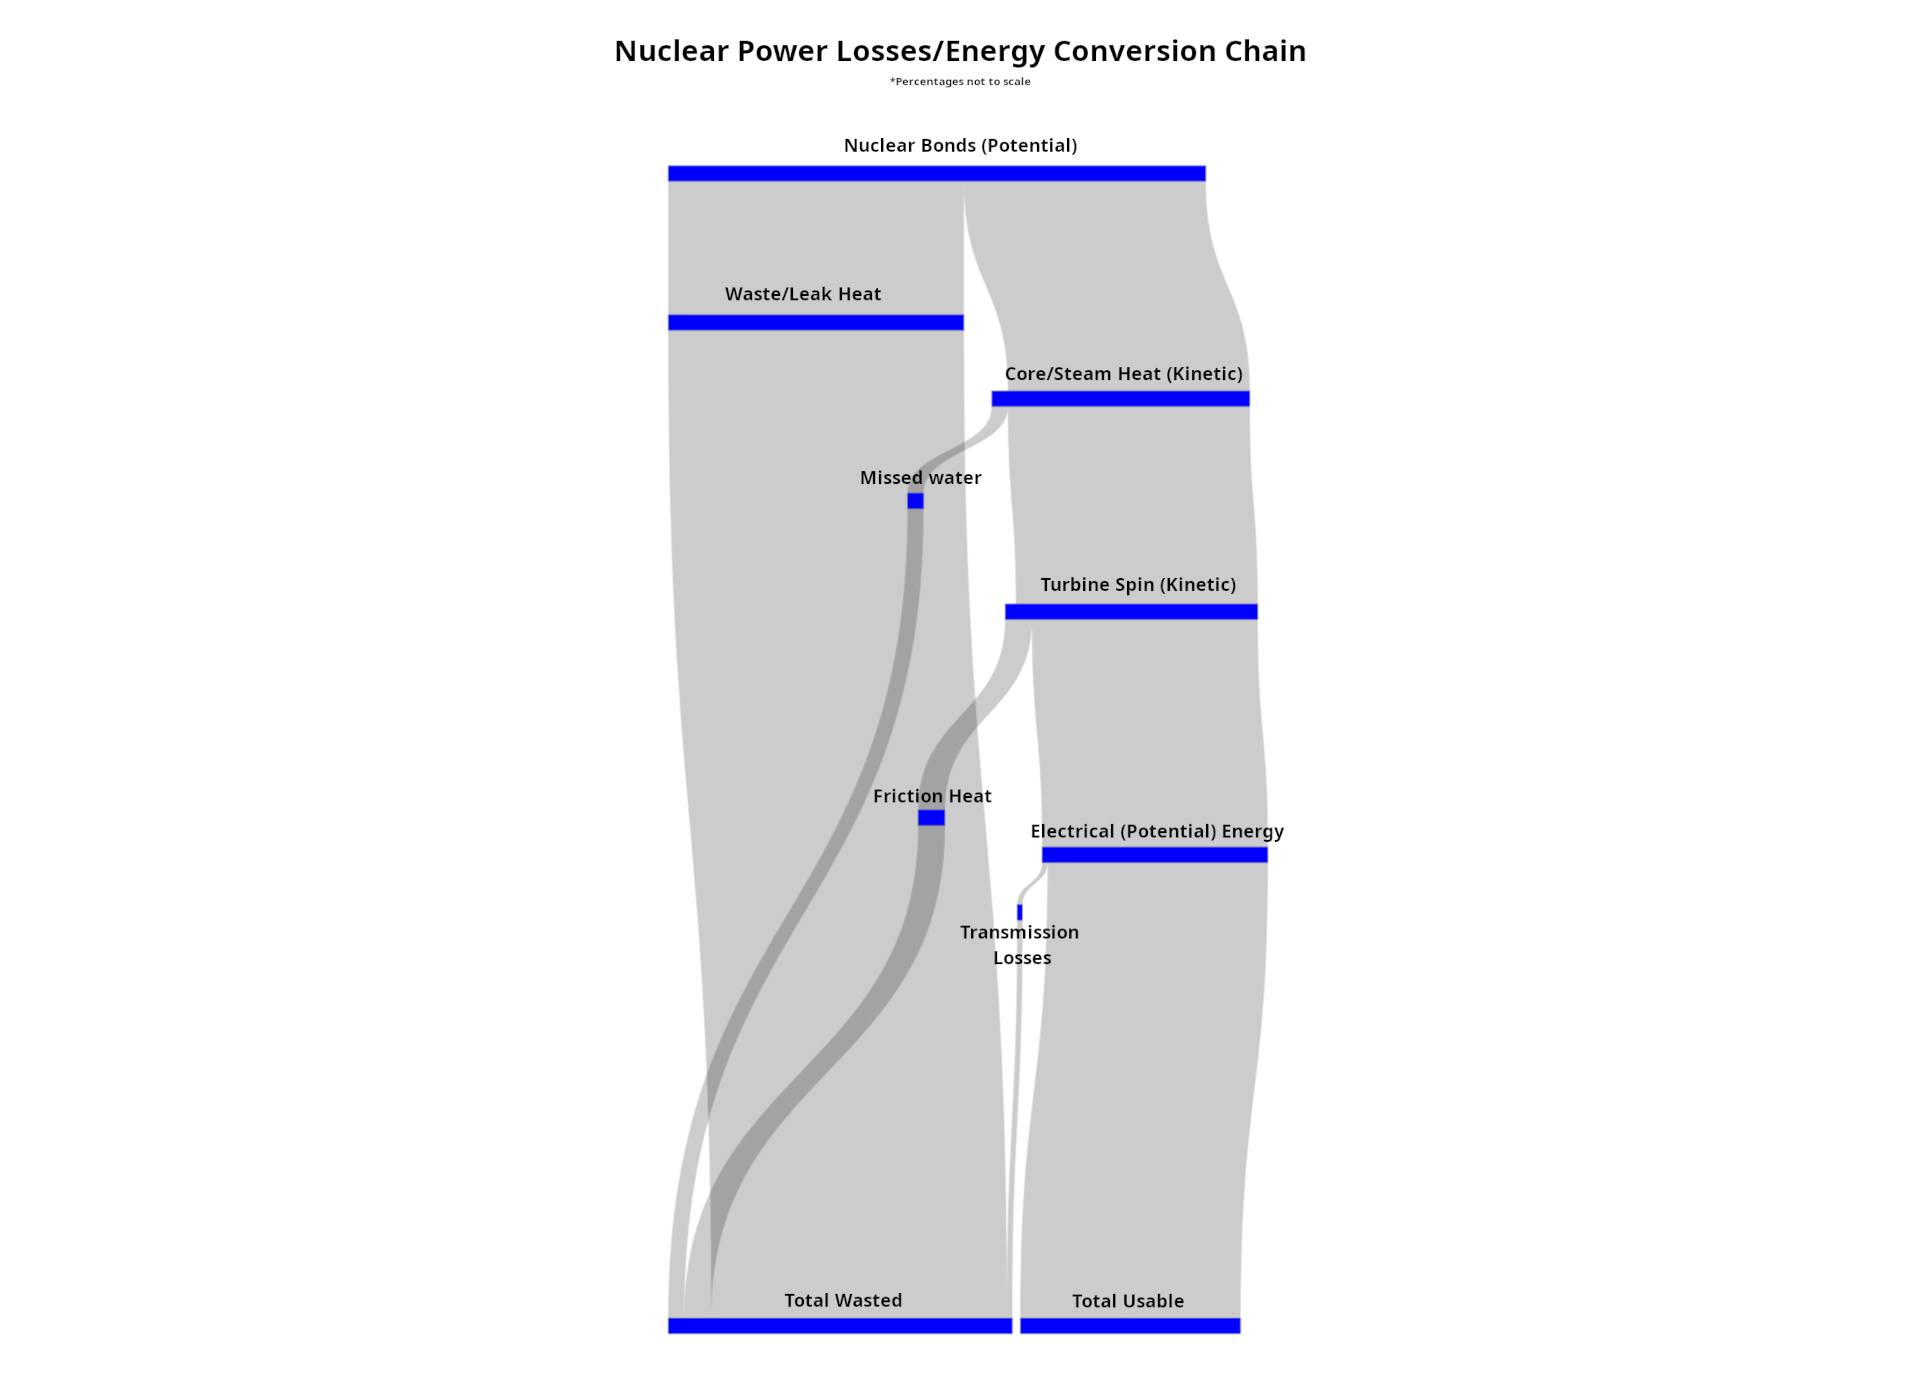 Nuclear Power Losses/Energy Conversion Chain
*Percentages not to scale
Nuclear Bonds (Potential)
Waste/Leak Heat
Core/Steam Heat (Kinetic)
Missed water
Turbine Spin (Kinetic)
Friction Heat
Electrical (Potential) Energy
Transmission
Losses
Total Wasted
Total Usable